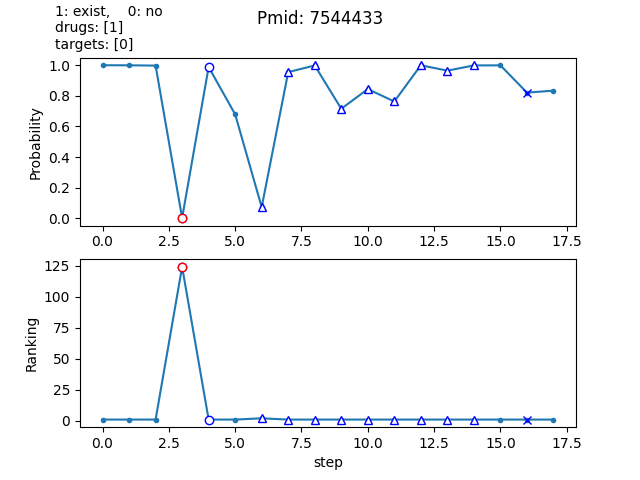 1: exist,    0: no
drugs: [1]
targets: [0]
Pmid: 7544433
1.0
0.8
0.6
0.4
0.2
0.0
Probability
0.0 2.5 5.0 7.5 10.0 12.5 15.0 17.5
125
100
75
50
25
0
Ranking
0.0 2.5 5.0 7.5 10.0 12.5 15.0 17.5
step